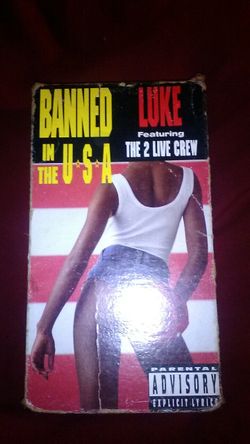 BANNED
IN
THE U·S·A
LUKE
Featuring
THE 2 LIVE CREW
PARENTAL
ADVISORY
EXPLICIT LYRICS